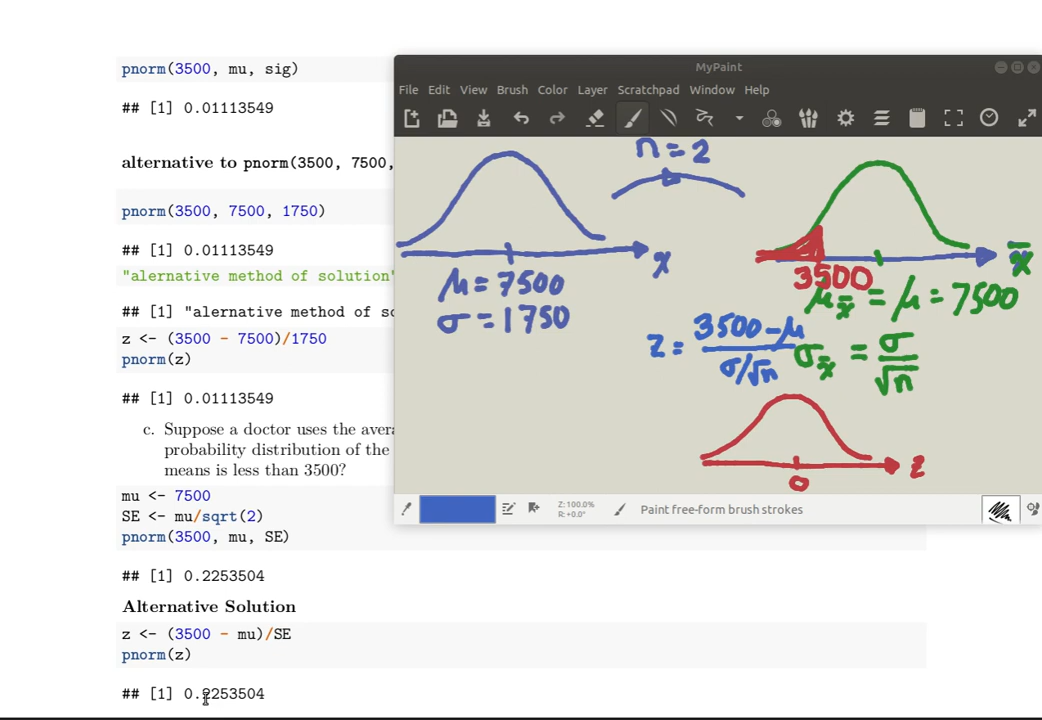 pnorm(3500, mu, sig)
## [1] 0.01113549
alternative to pnorm(3500, 7500,
pnorm(3500, 7500, 1750)
## [1] 0.01113549
"alernative method of solution"
## [1] "alernative method of so
z <- (3500 - 7500)/1750
pnorm(z)
## [1] 0.01113549
c. Suppose a doctor uses the avera
probability distribution of the
means is less than 3500?
mu <- 7500
SE <- mu/sqrt(2)
pnorm(3500, mu, SE)
## [1] 0.2253504
Alternative Solution
z <- (3500 - mu)/SE
pnorm(z)
## [1] 0.2253504
MyPaint
File Edit View Brush Color Layer Scratchpad Window Help
n = 2
x
μ = 7500
σ = 1750
x̄
3500
μx̄ = μ = 7500
z = (3500 - μ)/(σ/√n)
σx̄ = σ/√n
0
z
Z: 100.0%
R: +0.0°
Paint free-form brush strokes